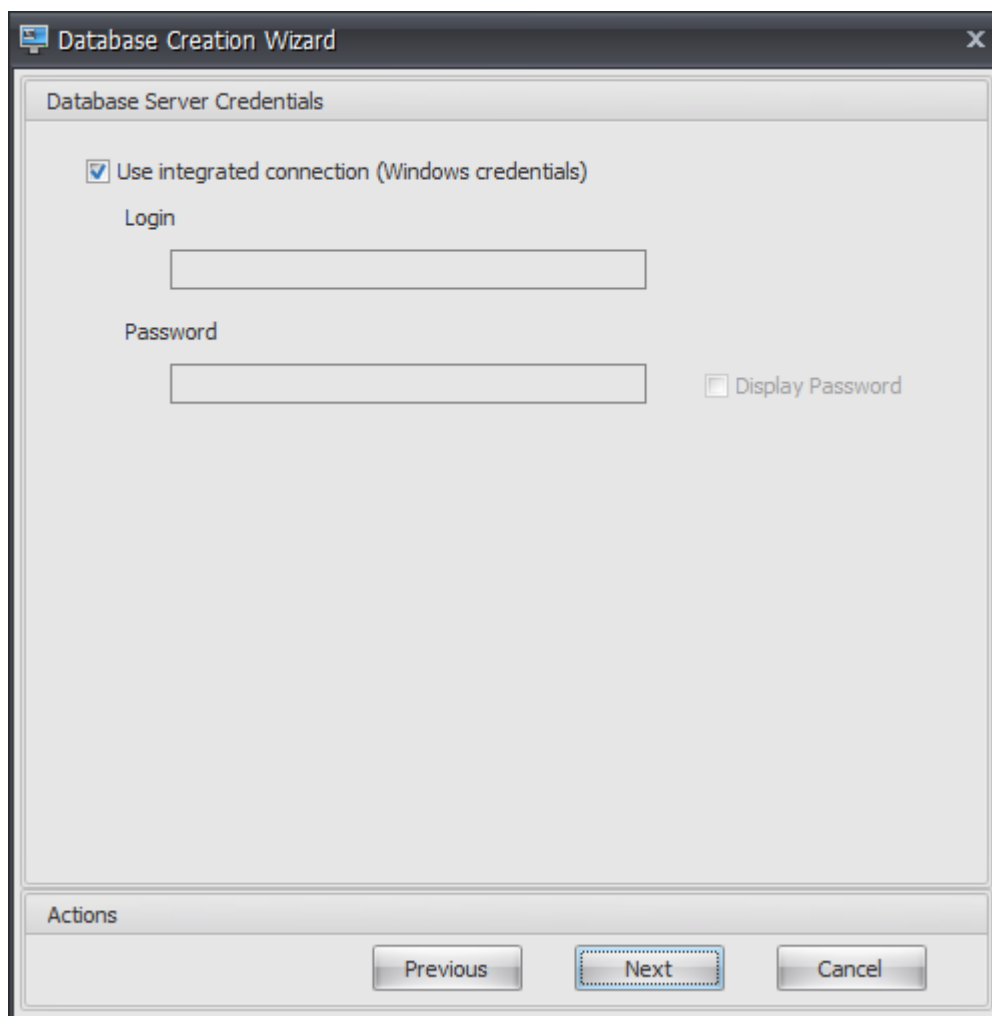 Database Creation Wizard
Database Server Credentials
Use integrated connection (Windows credentials)
Login
Password
Display Password
Actions
Previous Next Cancel